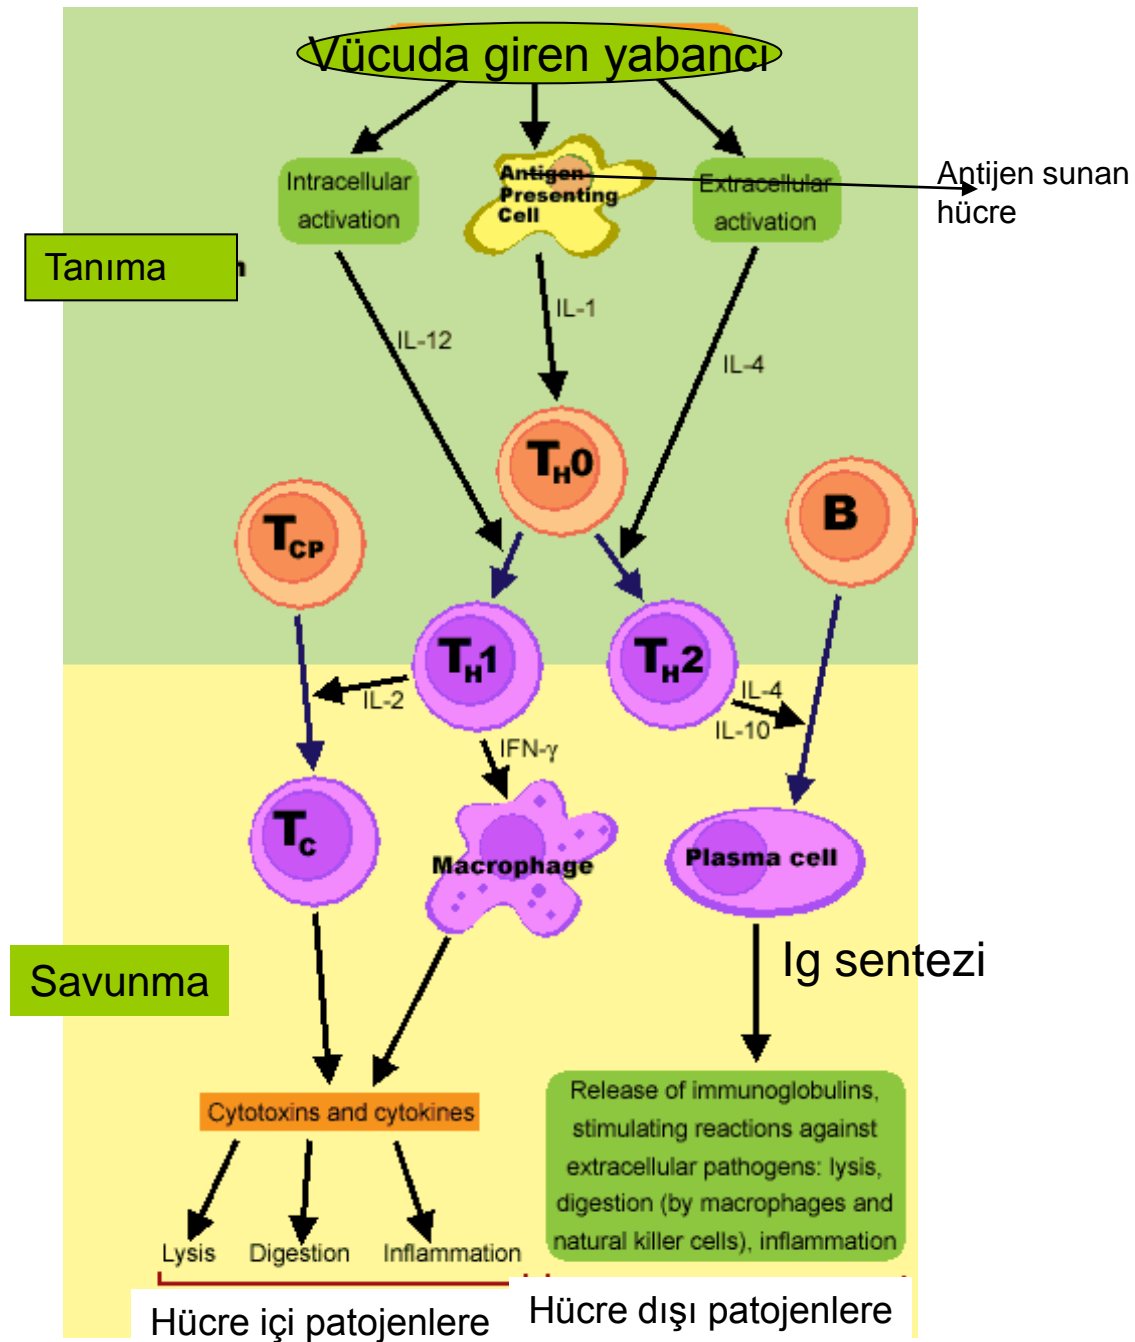 Vücuda giren yabancı
Intracellular
activation
Antigen
Presenting
Cell
Extracellular
activation
Antijen sunan
hücre
Tanıma
IL-12
IL-1
IL-4
TH0
TCP
B
TH1
TH2
IL-2
IL-4
IL-10
IFN-γ
TC
Macrophage
Plasma cell
Savunma
Ig sentezi
Cytotoxins and cytokines
Release of immunoglobulins,
stimulating reactions against
extracellular pathogens: lysis,
digestion (by macrophages and
natural killer cells), inflammation
Lysis
Digestion
Inflammation
Hücre içi patojenlere
Hücre dışı patojenlere